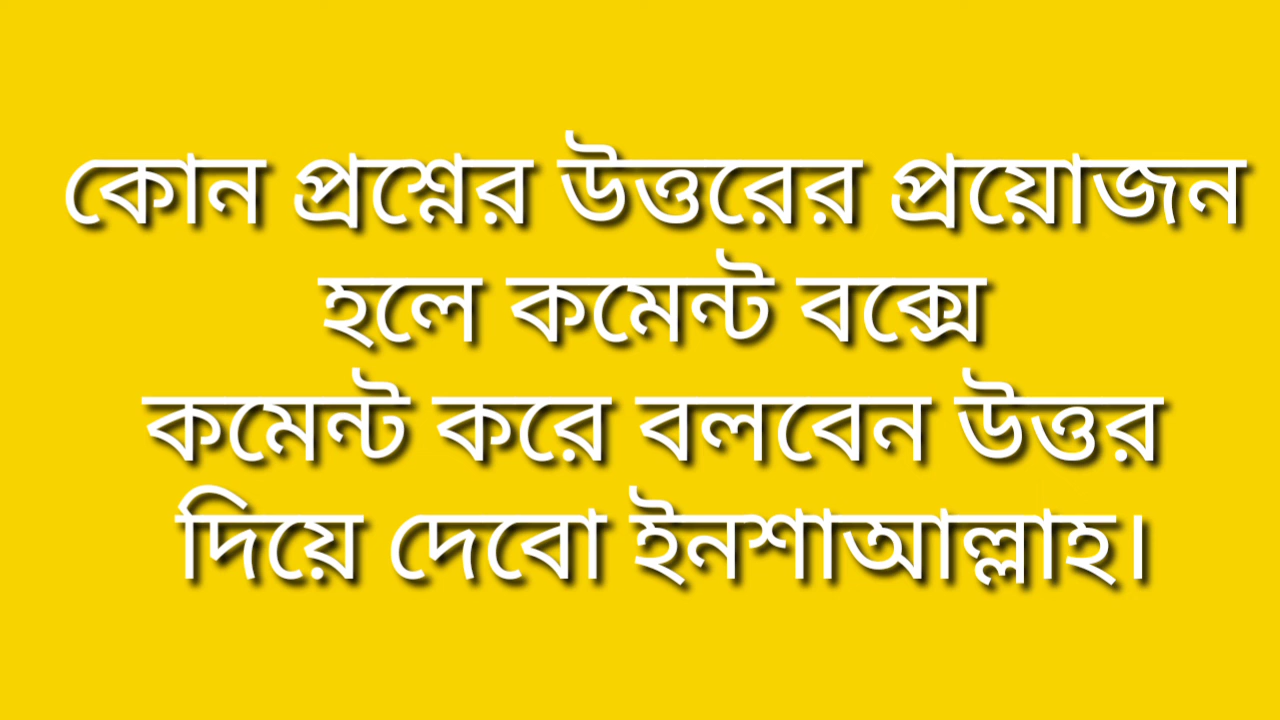 কোন প্রশ্নের উত্তরের প্রয়োজন
হলে কমেন্ট বক্সে
কমেন্ট করে বলবেন উত্তর
দিয়ে দেবো ইনশাআল্লাহ।